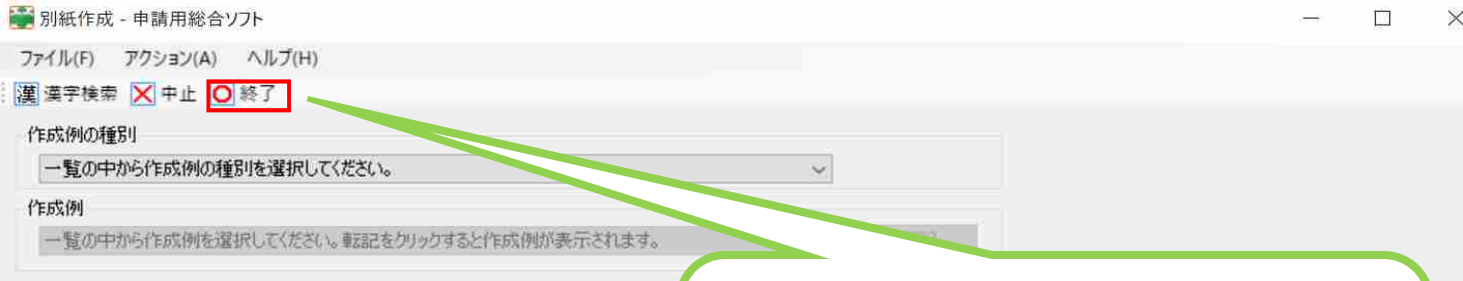 別紙作成 - 申請用総合ソフト
ファイル(F) アクション(A) ヘルプ(H)
漢 漢字検索 中止 終了
作成例の種別
一覧の中から作成例の種別を選択してください。
作成例
一覧の中から作成例を選択してください。転記をクリックすると作成例が表示されます。